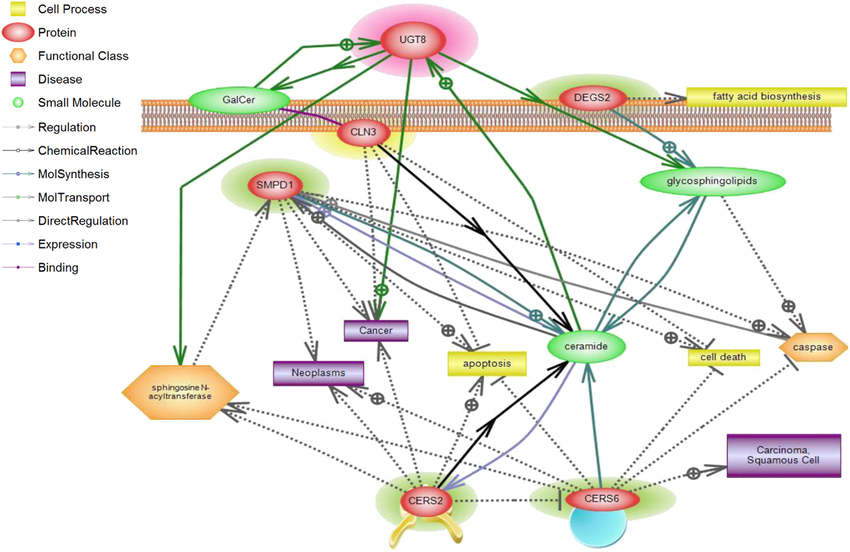 Cell Process
Protein
Functional Class
Disease
Small Molecule
Regulation
ChemicalReaction
MolSynthesis
MolTransport
DirectRegulation
Expression
Binding
UGT8
GalCer
DEGS2
fatty acid biosynthesis
CLN3
SMPD1
glycosphingolipids
Cancer
ceramide
caspase
apoptosis
cell death
Neoplasms
sphingosine N-
acyltransferase
Carcinoma,
Squamous Cell
CERS2
CERS6